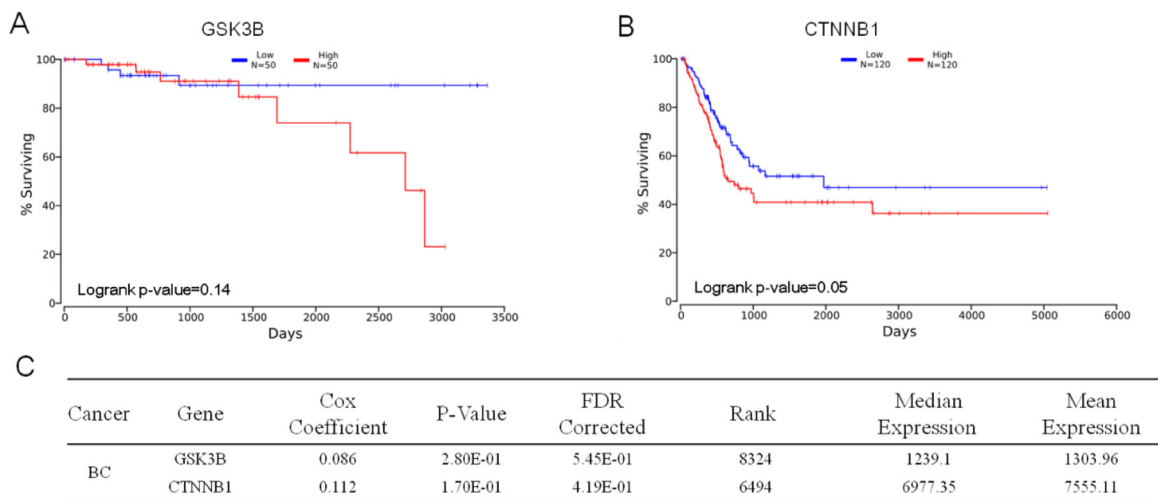 A
GSK3B
Low
N=50
High
N=50
100
80
60
40
20
0
% Surviving
Logrank p-value=0.14
0 500 1000 1500 2000 2500 3000 3500
Days
B
CTNNB1
Low
N=120
High
N=120
100
80
60
40
20
0
% Surviving
Logrank p-value=0.05
0 1000 2000 3000 4000 5000 6000
Days
C
Cancer Gene Cox Coefficient P-Value FDR Corrected Rank Median Expression Mean Expression
BC
GSK3B 0.086 2.80E-01 5.45E-01 8324 1239.1 1303.96
CTNNB1 0.112 1.70E-01 4.19E-01 6494 6977.35 7555.11